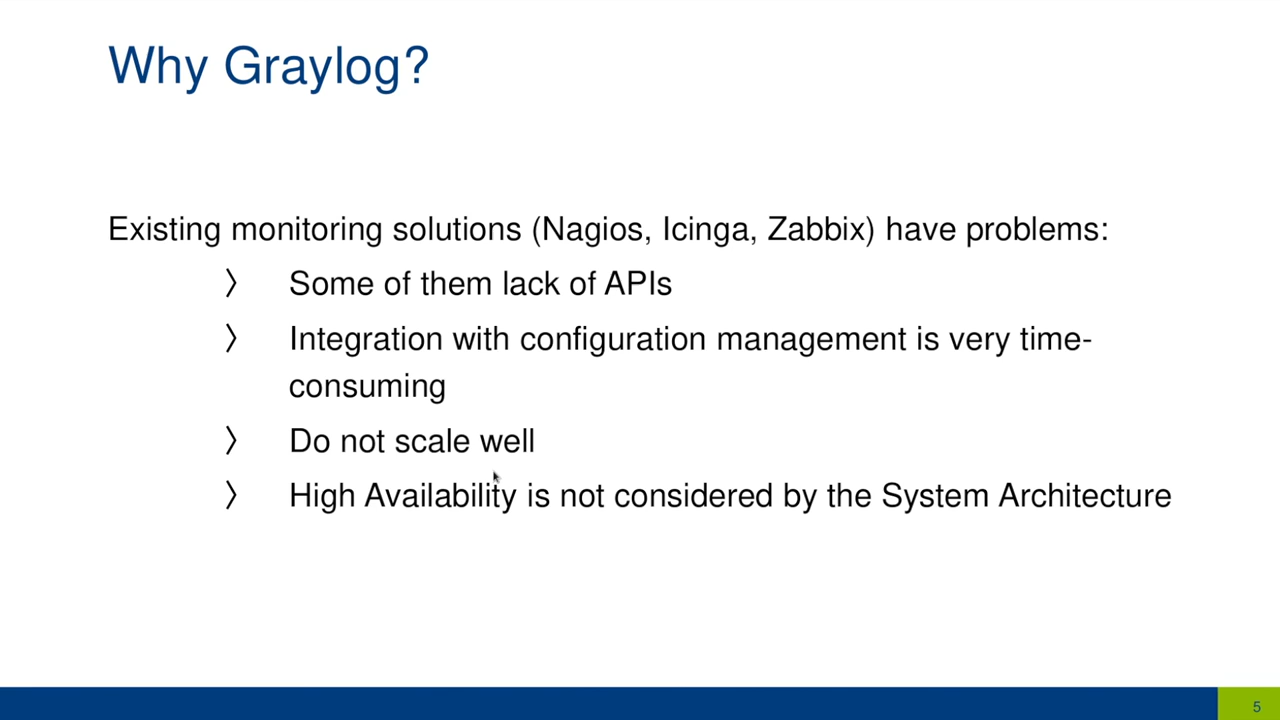 Why Graylog?
Existing monitoring solutions (Nagios, Icinga, Zabbix) have problems:
〉 Some of them lack of APIs
〉 Integration with configuration management is very time-
consuming
〉 Do not scale well
〉 High Availability is not considered by the System Architecture
5